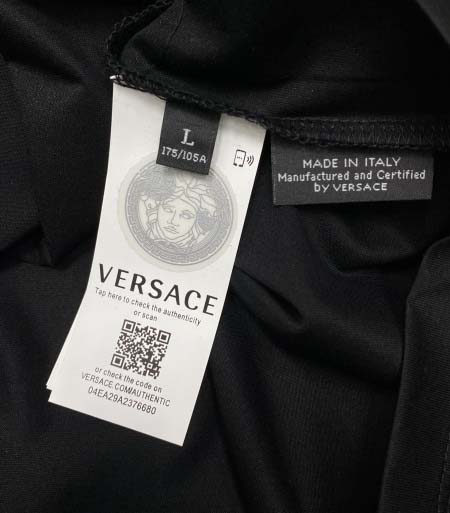 L
175/105A
VERSACE
Tap here to check the authenticity
or scan
or check the code on
VERSACE.COM/AUTHENTIC
04EA29A2376680
MADE IN ITALY
Manufactured and Certified
by VERSACE